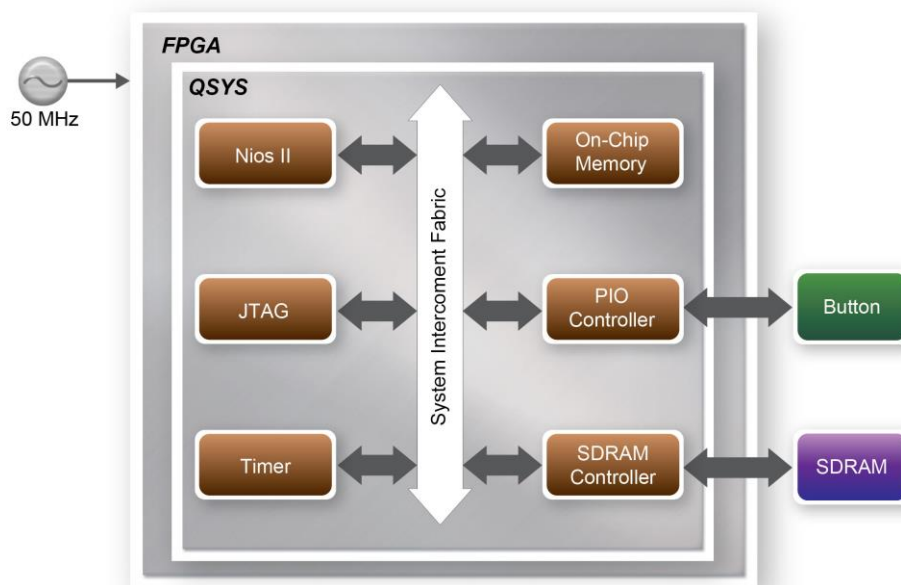 FPGA
QSYS
50 MHz
Nios II
On-Chip
Memory
System Intercoment Fabric
JTAG
PIO
Controller
Button
Timer
SDRAM
Controller
SDRAM